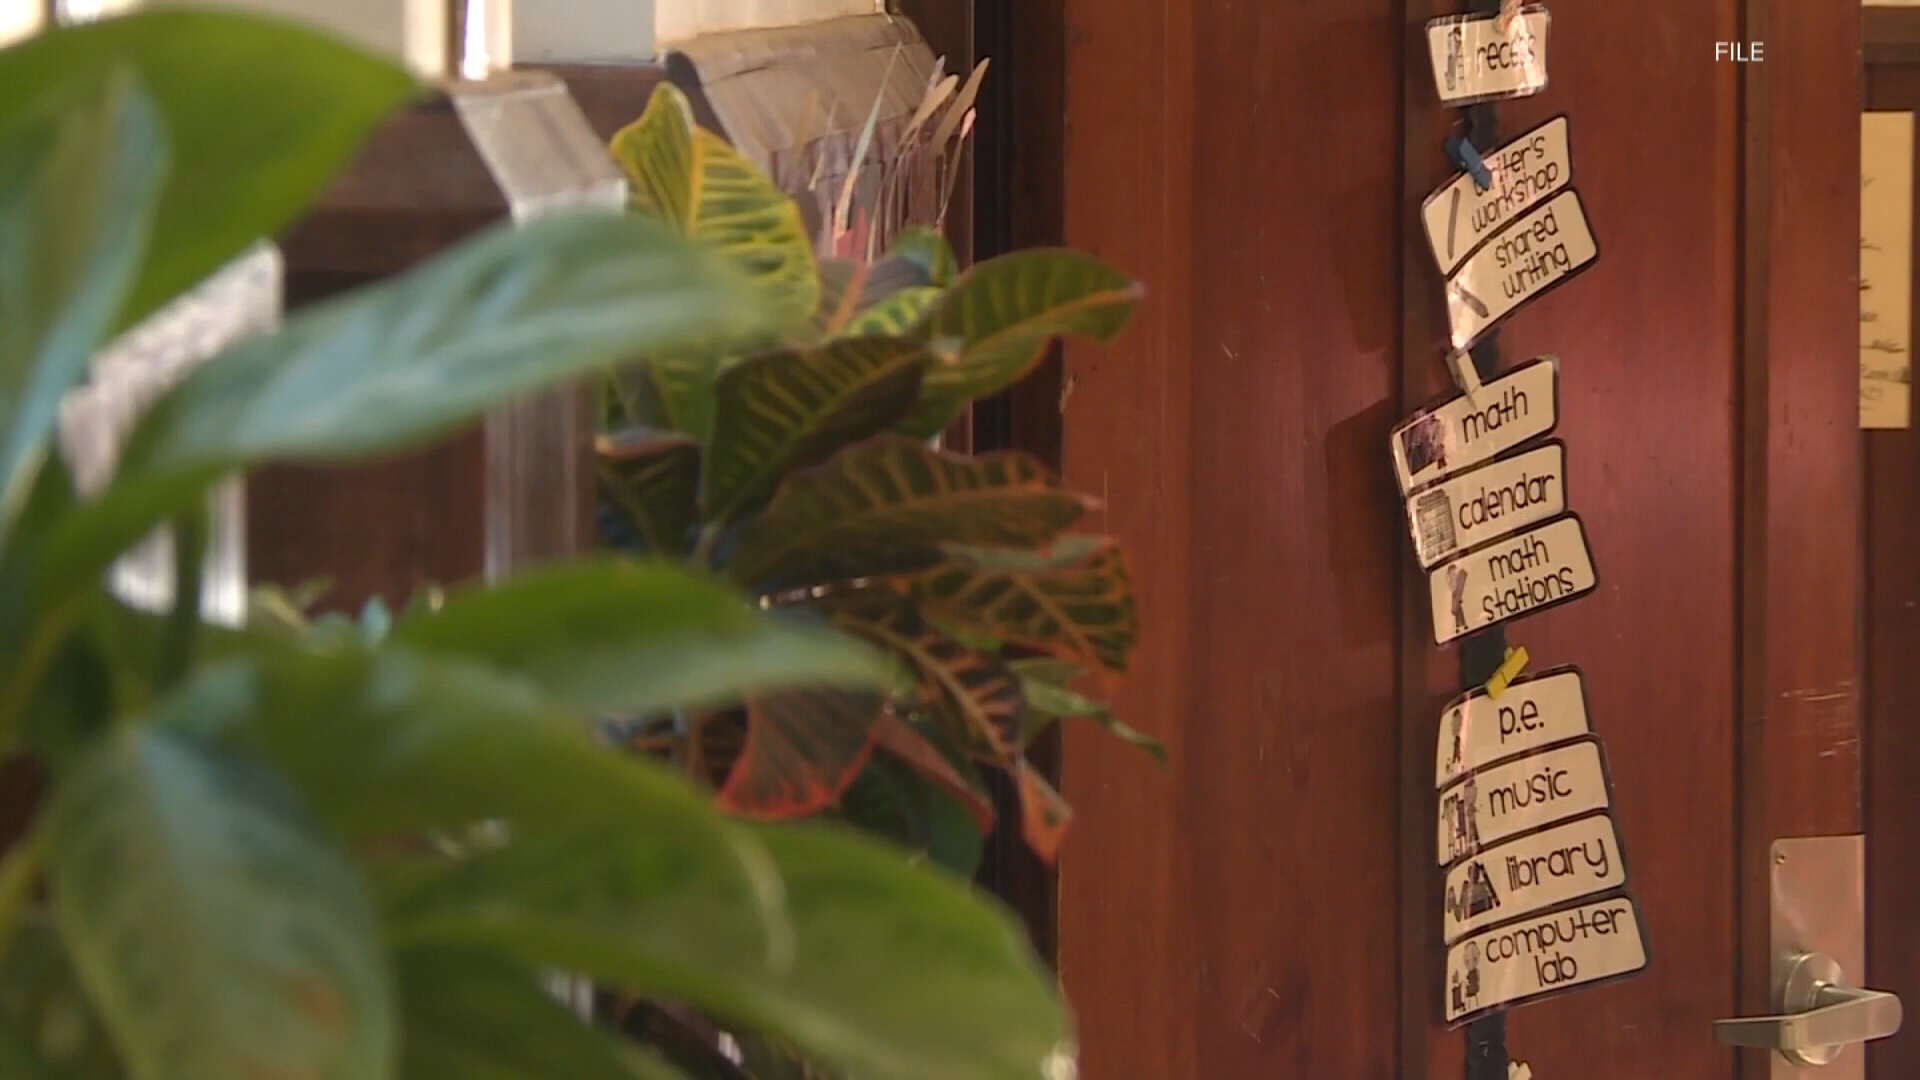 FILE
recess
writer's
workshop
shared
writing
math
calendar
math
stations
p.e.
music
library
computer
lab